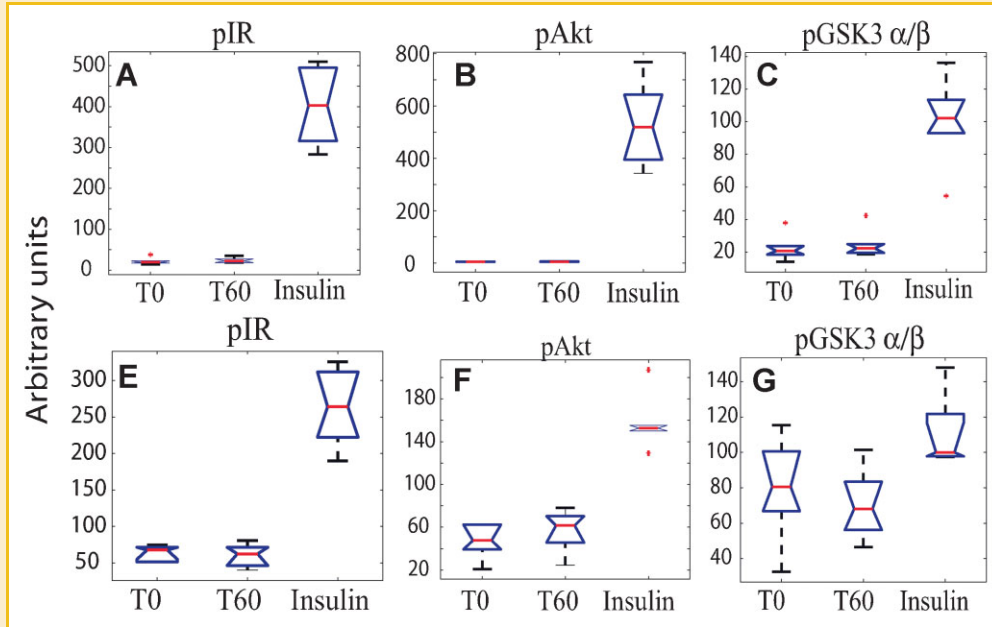 Arbitrary units
pIR
A
500
400
300
200
100
0
T0 T60 Insulin
pAkt
B
800
600
400
200
0
T0 T60 Insulin
pGSK3 α/β
C
140
120
100
80
60
40
20
T0 T60 Insulin
pIR
E
300
250
200
150
100
50
T0 T60 Insulin
pAkt
F
180
140
100
60
20
T0 T60 Insulin
pGSK3 α/β
G
140
120
100
80
60
40
T0 T60 Insulin